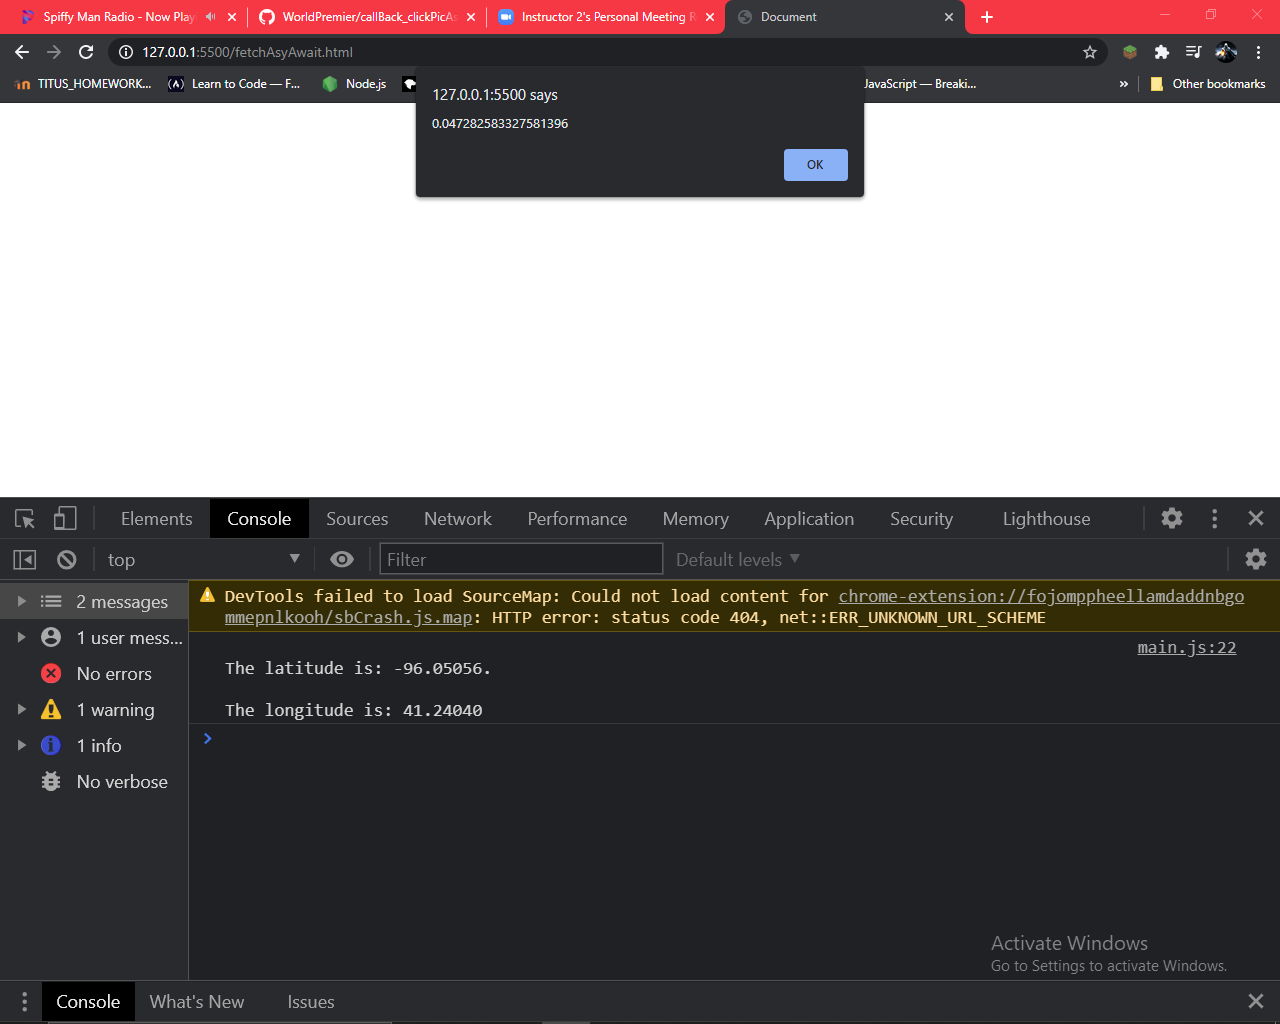 Spiffy Man Radio - Now Play
WorldPremier/callBack_clickPicAs
Instructor 2's Personal Meeting R
Document
127.0.0.1:5500/fetchAsyAwait.html
TITUS_HOMEWORK...
Learn to Code — F...
Node.js
JavaScript — Breaki...
»
Other bookmarks
127.0.0.1:5500 says
0.047282583327581396
OK
Elements
Console
Sources
Network
Performance
Memory
Application
Security
Lighthouse
top
Filter
Default levels
2 messages
1 user mess...
No errors
1 warning
1 info
No verbose
DevTools failed to load SourceMap: Could not load content for chrome-extension://fojomppheellamdaddnbgo
mmepnlkooh/sbCrash.js.map: HTTP error: status code 404, net::ERR_UNKNOWN_URL_SCHEME
main.js:22
The latitude is: -96.05056.
The longitude is: 41.24040
Activate Windows
Go to Settings to activate Windows.
Console
What's New
Issues